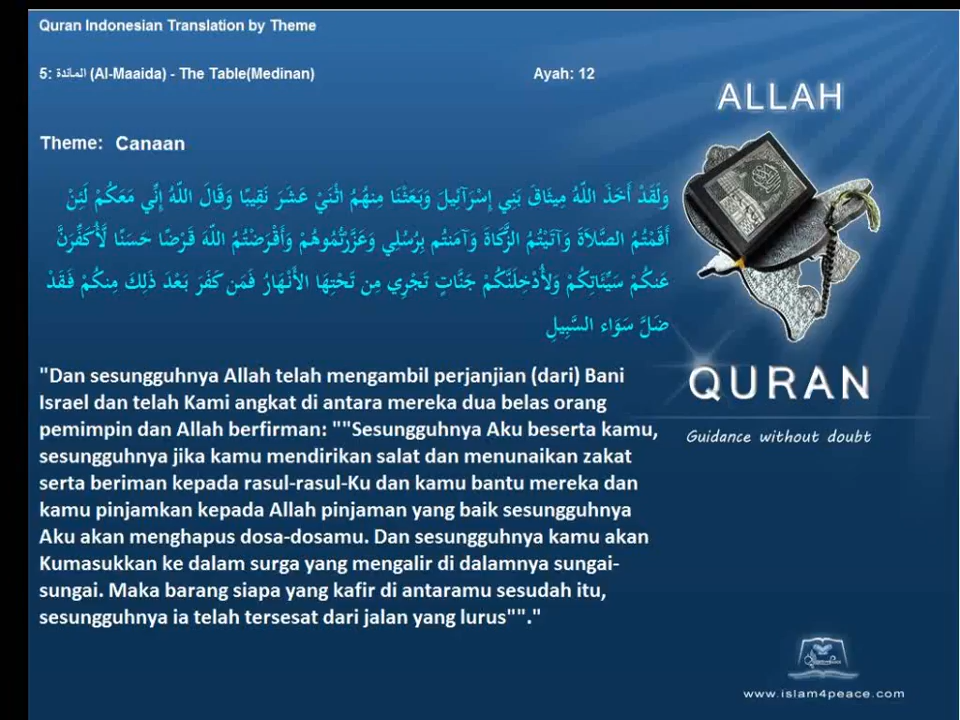 Quran Indonesian Translation by Theme
5: المائدة (Al-Maaida) - The Table(Medinan) Ayah: 12
ALLAH
Theme: Canaan
وَلَقَدْ أَخَذَ اللّهُ مِيثَاقَ بَنِي إِسْرَآئِيلَ وَبَعَثْنَا مِنهُمُ اثْنَيْ عَشَرَ نَقِيبًا وَقَالَ اللّهُ إِنِّي مَعَكُمْ لَئِنْ
أَقَمْتُمُ الصَّلاَةَ وَآتَيْتُمُ الزَّكَاةَ وَآمَنتُم بِرُسُلِي وَعَزَّرْتُمُوهُمْ وَأَقْرَضْتُمُ اللّهَ قَرْضًا حَسَنًا لَّأُكَفِّرَنَّ
عَنكُمْ سَيِّئَاتِكُمْ وَلأُدْخِلَنَّكُمْ جَنَّاتٍ تَجْرِي مِن تَحْتِهَا الأَنْهَارُ فَمَن كَفَرَ بَعْدَ ذَلِكَ مِنكُمْ فَقَدْ
ضَلَّ سَوَاء السَّبِيلِ
"Dan sesungguhnya Allah telah mengambil perjanjian (dari) Bani
Israel dan telah Kami angkat di antara mereka dua belas orang
pemimpin dan Allah berfirman: ""Sesungguhnya Aku beserta kamu,
sesungguhnya jika kamu mendirikan salat dan menunaikan zakat
serta beriman kepada rasul-rasul-Ku dan kamu bantu mereka dan
kamu pinjamkan kepada Allah pinjaman yang baik sesungguhnya
Aku akan menghapus dosa-dosamu. Dan sesungguhnya kamu akan
Kumasukkan ke dalam surga yang mengalir di dalamnya sungai-
sungai. Maka barang siapa yang kafir di antaramu sesudah itu,
sesungguhnya ia telah tersesat dari jalan yang lurus""."
QURAN
Guidance without doubt
www.islam4peace.com